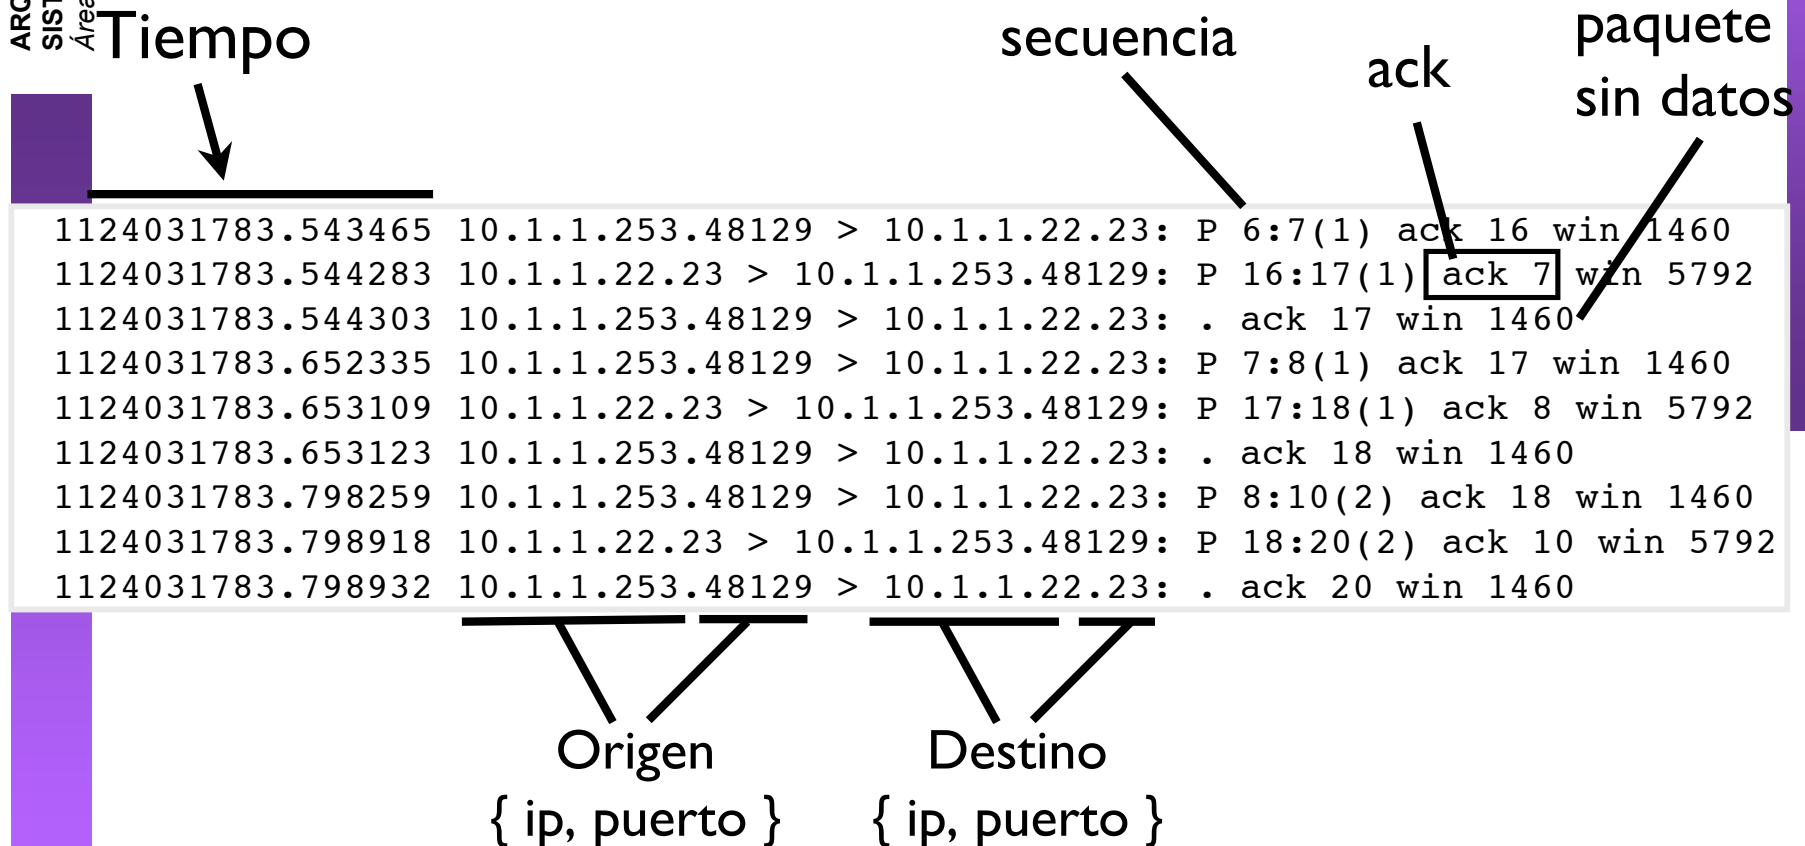 ARQ
SIST
Área
Tiempo
secuencia
ack
paquete
sin datos
1124031783.543465 10.1.1.253.48129 > 10.1.1.22.23: P 6:7(1) ack 16 win 1460
1124031783.544283 10.1.1.22.23 > 10.1.1.253.48129: P 16:17(1) ack 7 win 5792
1124031783.544303 10.1.1.253.48129 > 10.1.1.22.23: . ack 17 win 1460
1124031783.652335 10.1.1.253.48129 > 10.1.1.22.23: P 7:8(1) ack 17 win 1460
1124031783.653109 10.1.1.22.23 > 10.1.1.253.48129: P 17:18(1) ack 8 win 5792
1124031783.653123 10.1.1.253.48129 > 10.1.1.22.23: . ack 18 win 1460
1124031783.798259 10.1.1.253.48129 > 10.1.1.22.23: P 8:10(2) ack 18 win 1460
1124031783.798918 10.1.1.22.23 > 10.1.1.253.48129: P 18:20(2) ack 10 win 5792
1124031783.798932 10.1.1.253.48129 > 10.1.1.22.23: . ack 20 win 1460
Origen
{ ip, puerto }
Destino
{ ip, puerto }